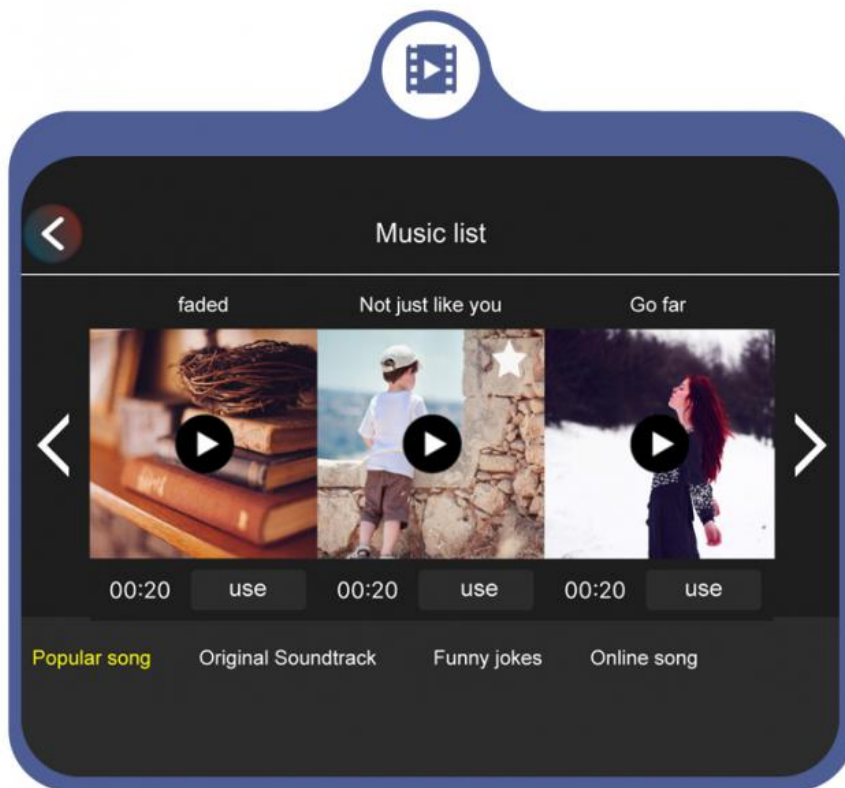 Music list
faded Not just like you Go far
00:20 use 00:20 use 00:20 use
Popular song Original Soundtrack Funny jokes Online song